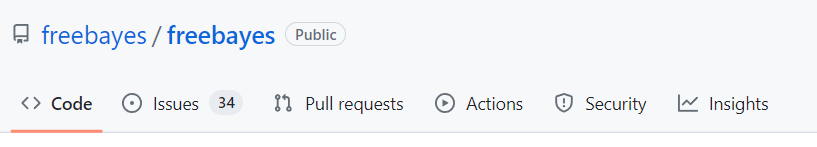 freebayes / freebayes Public
Code Issues 34 Pull requests Actions Security Insights